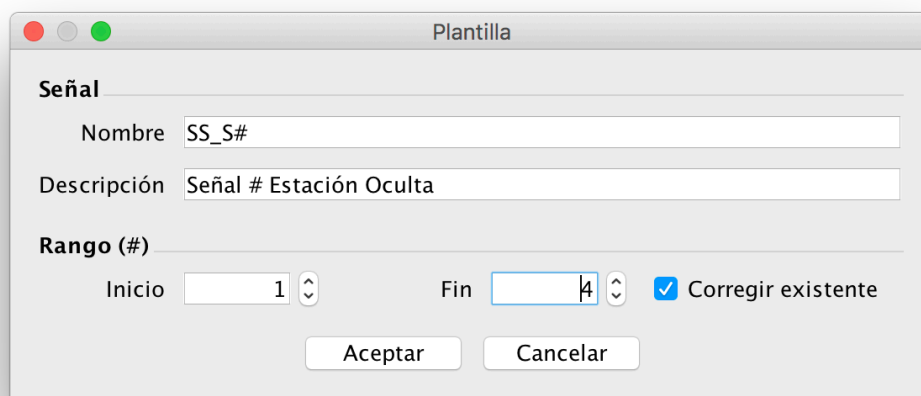 Plantilla
Señal
Nombre SS_S#
Descripción Señal # Estación Oculta
Rango (#)
Inicio 1 Fin 4 Corregir existente
Aceptar Cancelar